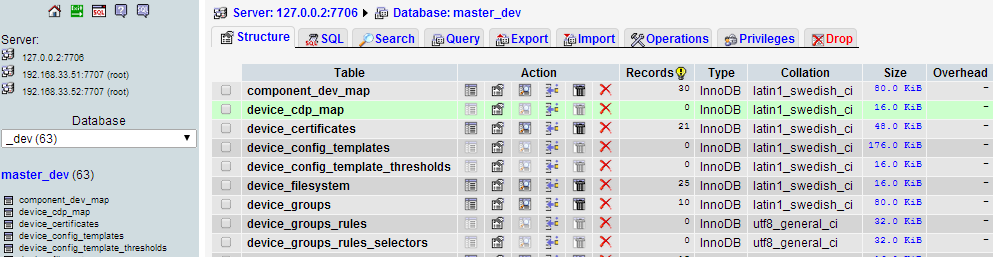 SQL
Server:
127.0.0.2:7706
192.168.33.51:7707 (root)
192.168.33.52:7707 (root)
Database
_dev (63)
master_dev (63)
component_dev_map
device_cdp_map
device_certificates
device_config_templates
device_config_template_thresholds
Server: 127.0.0.2:7706 Database: master_dev
Structure SQL Search Query Export Import Operations Privileges Drop
Table Action Records Type Collation Size Overhead
component_dev_map 30 InnoDB latin1_swedish_ci 80.0 KiB -
device_cdp_map 0 InnoDB latin1_swedish_ci 16.0 KiB -
device_certificates 21 InnoDB latin1_swedish_ci 48.0 KiB -
device_config_templates 0 InnoDB latin1_swedish_ci 176.0 KiB -
device_config_template_thresholds 0 InnoDB latin1_swedish_ci 16.0 KiB -
device_filesystem 25 InnoDB latin1_swedish_ci 16.0 KiB -
device_groups 10 InnoDB latin1_swedish_ci 80.0 KiB -
device_groups_rules 0 InnoDB utf8_general_ci 32.0 KiB -
device_groups_rules_selectors 0 InnoDB utf8_general_ci 32.0 KiB -